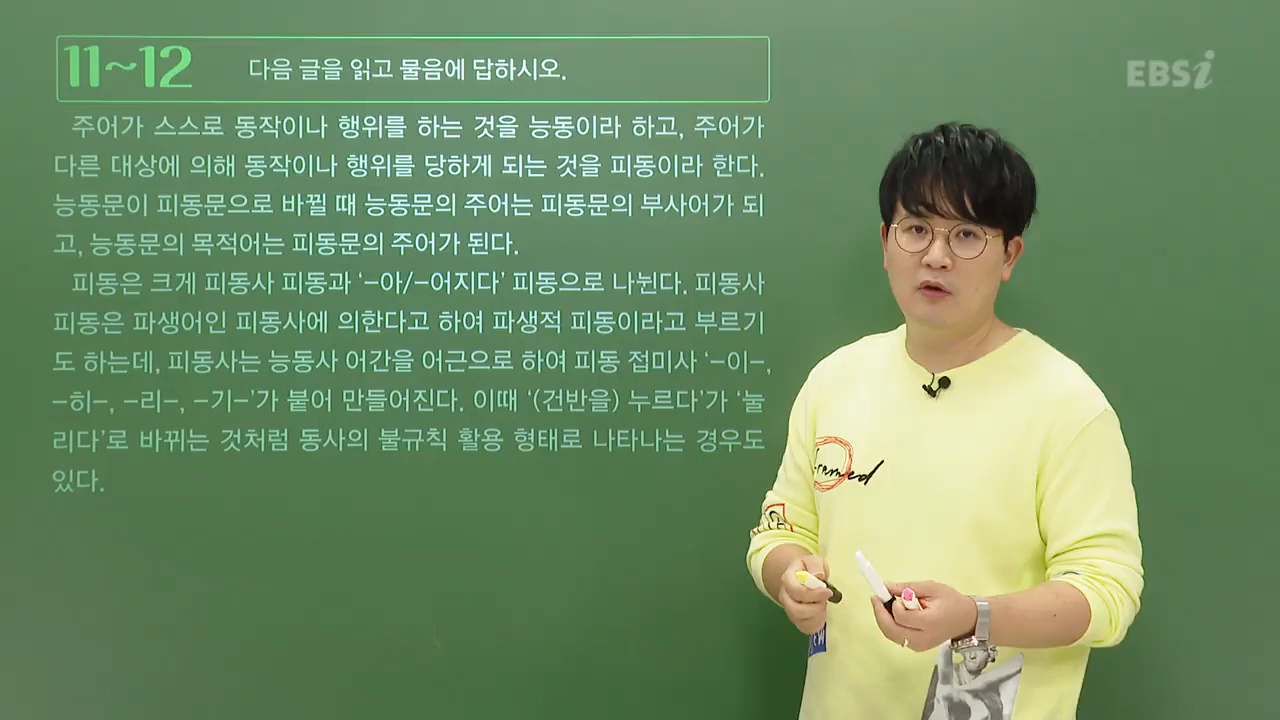 11~12 다음 글을 읽고 물음에 답하시오.
EBSi
주어가 스스로 동작이나 행위를 하는 것을 능동이라 하고, 주어가
다른 대상에 의해 동작이나 행위를 당하게 되는 것을 피동이라 한다.
능동문이 피동문으로 바뀔 때 능동문의 주어는 피동문의 부사어가 되
고, 능동문의 목적어는 피동문의 주어가 된다.
피동은 크게 피동사 피동과 ‘-아/-어지다’ 피동으로 나뉜다. 피동사
피동은 파생어인 피동사에 의한다고 하여 파생적 피동이라고 부르기
도 하는데, 피동사는 능동사 어간을 어근으로 하여 피동 접미사 ‘-이-,
-히-, -리-, -기-’가 붙어 만들어진다. 이때 ‘(건반을) 누르다’가 ‘눌
리다’로 바뀌는 것처럼 동사의 불규칙 활용 형태로 나타나는 경우도
있다.